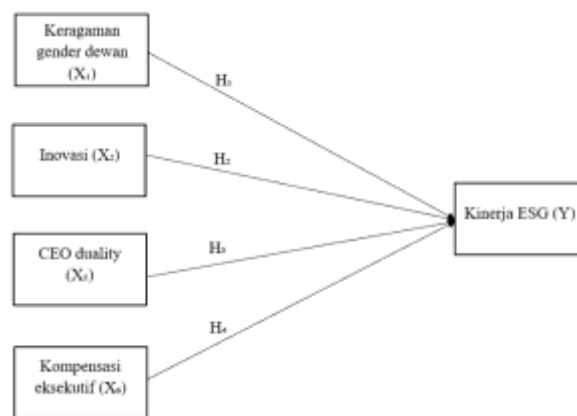 Keragaman
gender dewan
(X₁)
H₁
Inovasi (X₂)
H₂
Kinerja ESG (Y)
CEO duality
(X₃)
H₃
H₄
Kompensasi
eksekutif (X₄)